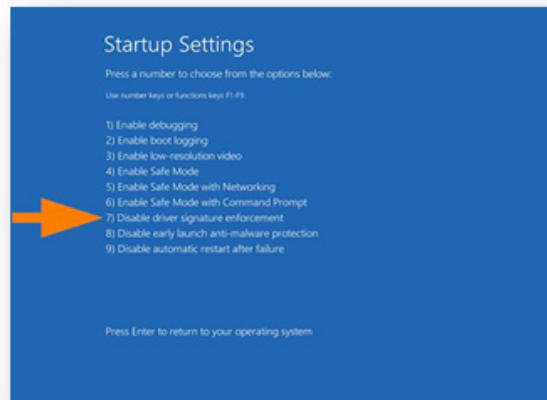 Startup Settings
Press a number to choose from the options below:
Use number keys or functions keys F1-F9.
1) Enable debugging
2) Enable boot logging
3) Enable low-resolution video
4) Enable Safe Mode
5) Enable Safe Mode with Networking
6) Enable Safe Mode with Command Prompt
7) Disable driver signature enforcement
8) Disable early launch anti-malware protection
9) Disable automatic restart after failure
Press Enter to return to your operating system